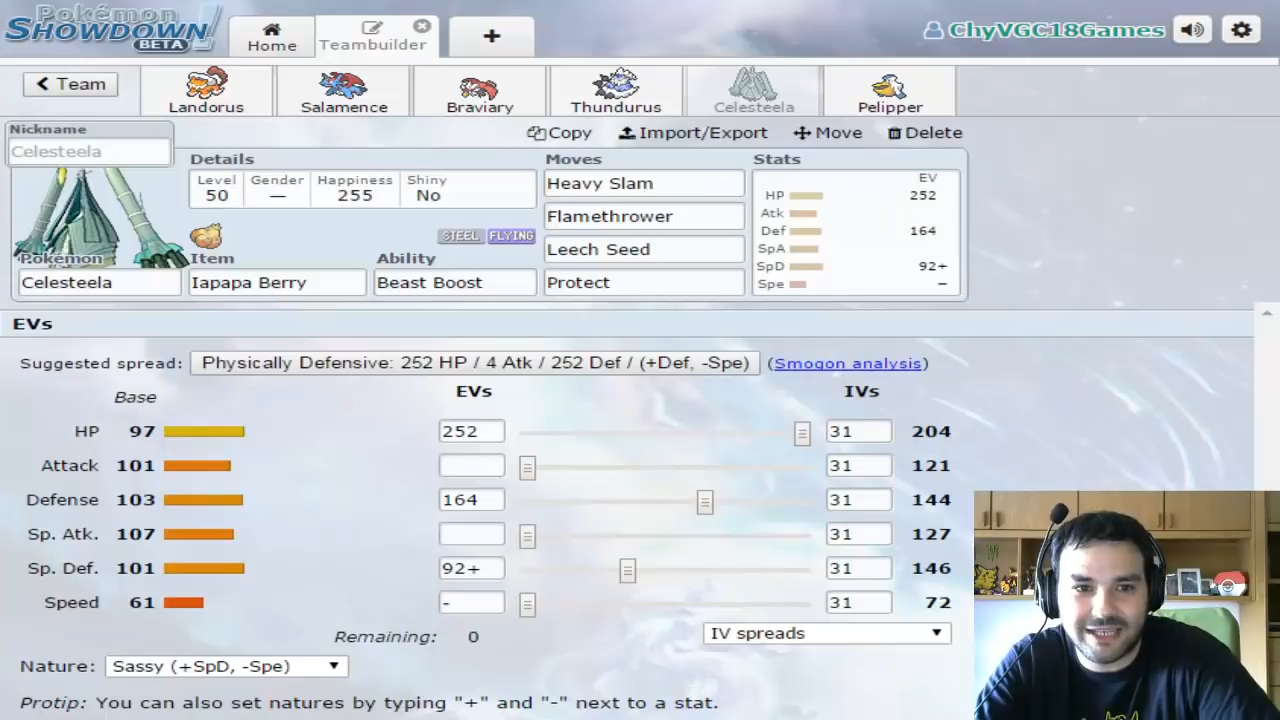 Pokémon
SHOWDOWN!
BETA
Home
Teambuilder
+
ChyVGC18Games
Team
Landorus
Salamence
Braviary
Thundurus
Celesteela
Pelipper
Nickname
Celesteela
Copy
Import/Export
Move
Delete
Details
Level
50
Gender
—
Happiness
255
Shiny
No
STEEL FLYING
Pokémon
Celesteela
Item
Iapapa Berry
Ability
Beast Boost
Moves
Heavy Slam
Flamethrower
Leech Seed
Protect
Stats
EV
HP 252
Atk
Def 164
SpA
SpD 92+
Spe –
EVs
Suggested spread: Physically Defensive: 252 HP / 4 Atk / 252 Def / (+Def, -Spe) (Smogon analysis)
Base EVs IVs
HP 97 252 31 204
Attack 101 31 121
Defense 103 164 31 144
Sp. Atk. 107 31 127
Sp. Def. 101 92+ 31 146
Speed 61 - 31 72
Remaining: 0 IV spreads
Nature: Sassy (+SpD, -Spe)
Protip: You can also set natures by typing "+" and "-" next to a stat.